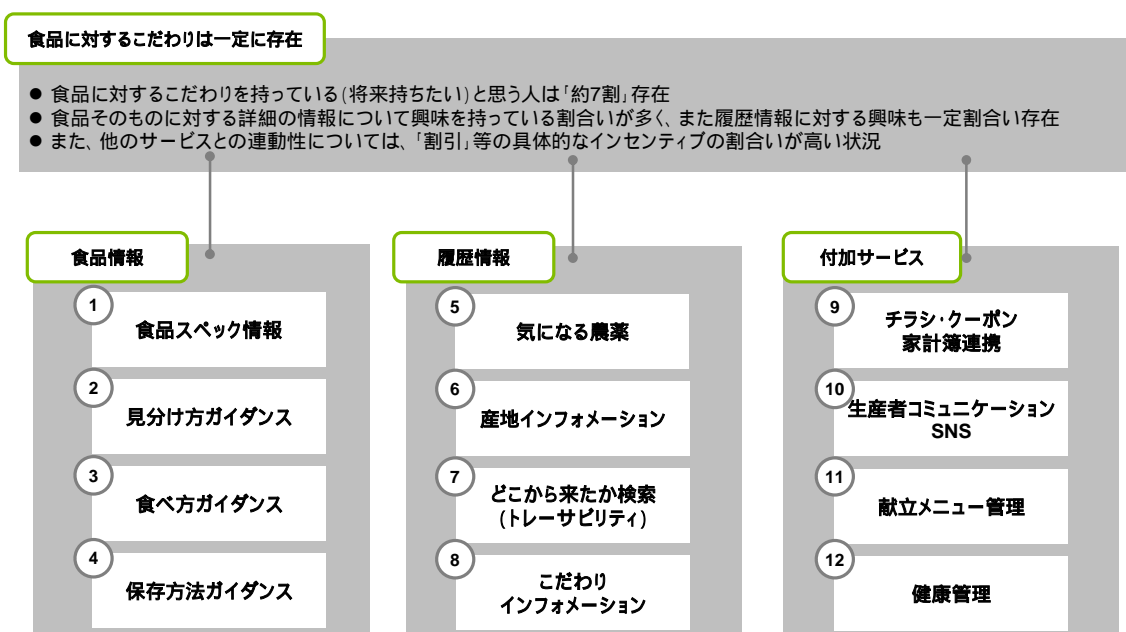 食品に対するこだわりは一定に存在
● 食品に対するこだわりを持っている(将来持ちたい)と思う人は「約7割」存在
● 食品そのものに対する詳細の情報について興味を持っている割合いが多く、また履歴情報に対する興味も一定割合い存在
● また、他のサービスとの連動性については、「割引」等の具体的なインセンティブの割合いが高い状況
食品情報
1
食品スペック情報
2
見分け方ガイダンス
3
食べ方ガイダンス
4
保存方法ガイダンス
履歴情報
5
気になる農薬
6
産地インフォメーション
7
どこから来たか検索
(トレーサビリティ)
8
こだわり
インフォメーション
付加サービス
9
チラシ・クーポン
家計簿連携
10
生産者コミュニケーション
SNS
11
献立メニュー管理
12
健康管理